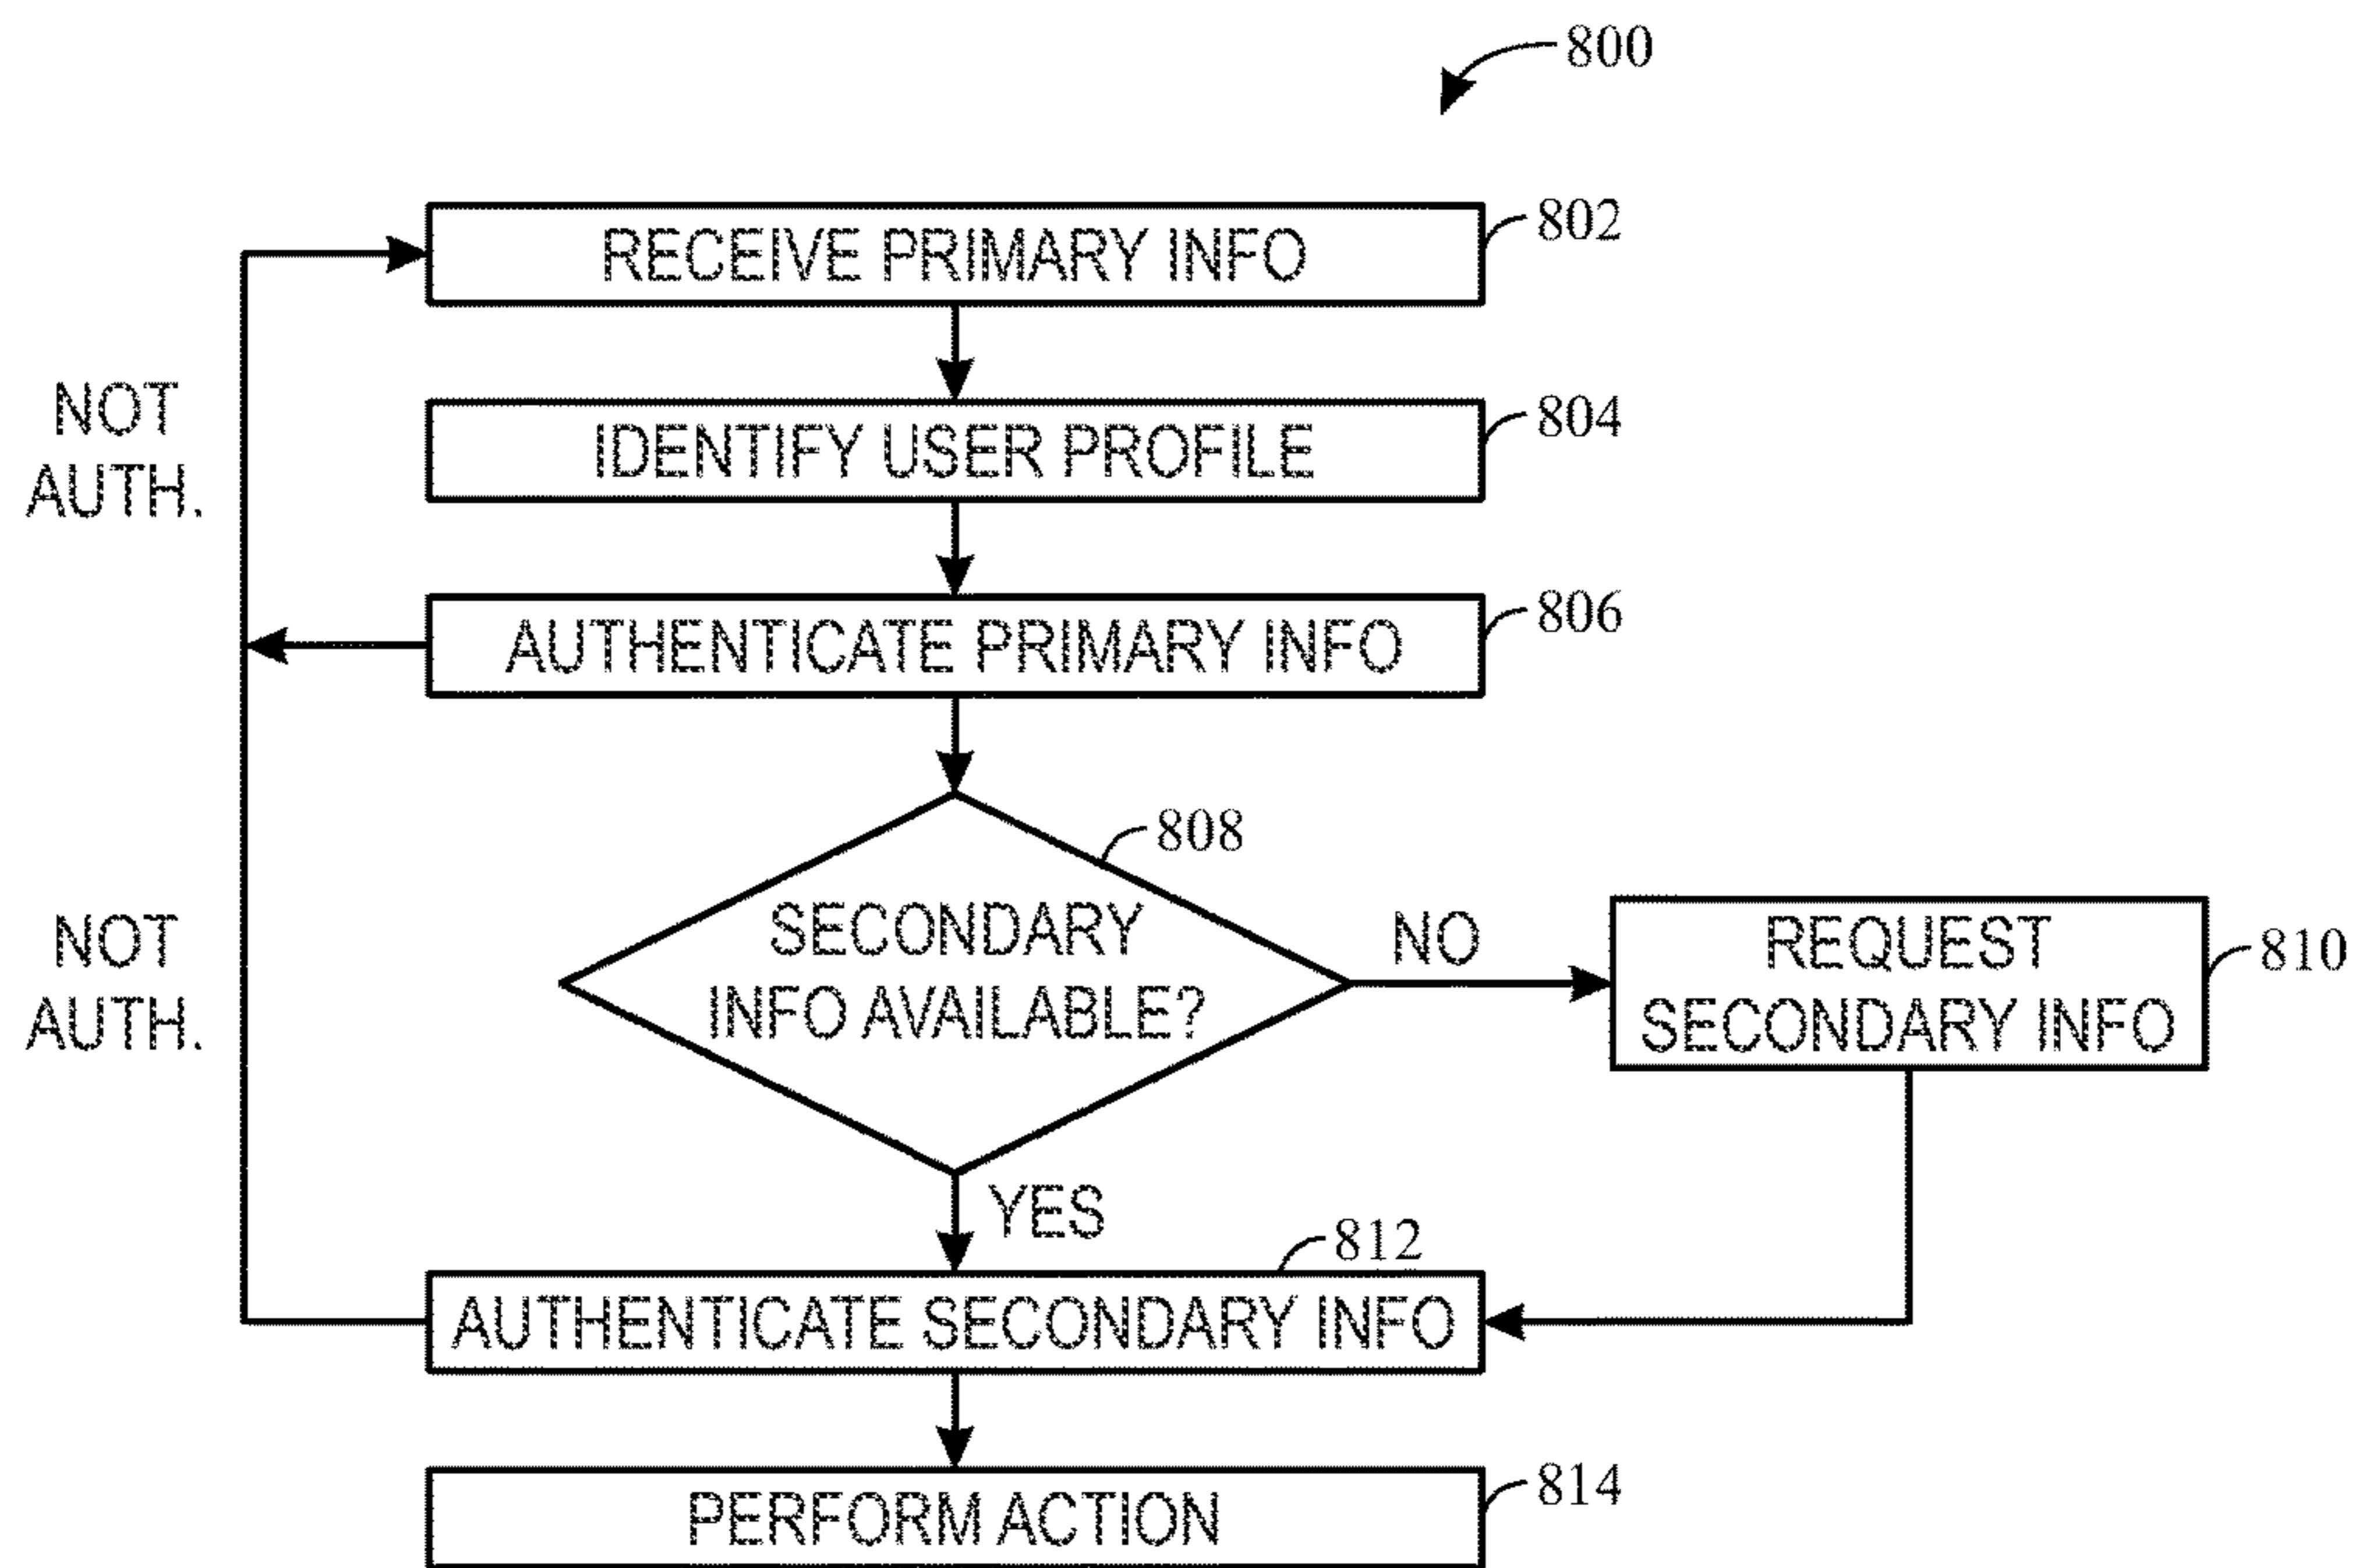 800
RECEIVE PRIMARY INFO
802
NOT
AUTH.
IDENTIFY USER PROFILE
804
AUTHENTICATE PRIMARY INFO
806
808
SECONDARY
INFO AVAILABLE?
NO
REQUEST
SECONDARY INFO
810
NOT
AUTH.
YES
812
AUTHENTICATE SECONDARY INFO
PERFORM ACTION
814